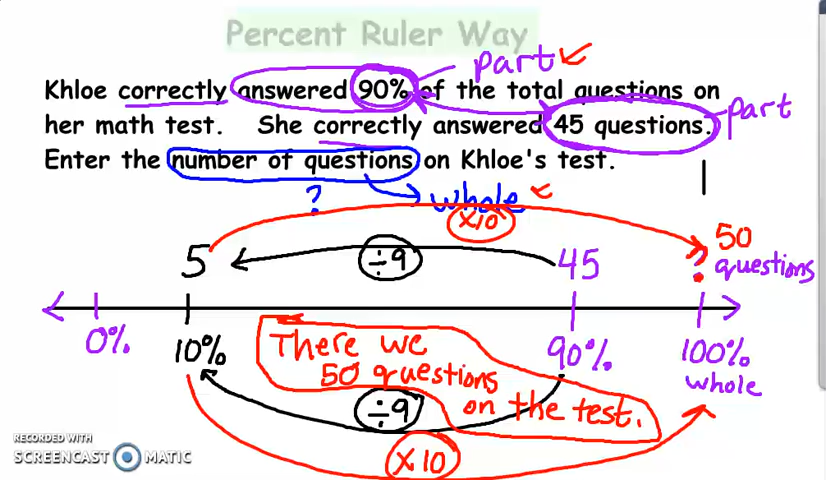 Percent Ruler Way
part
Khloe correctly answered 90% of the total questions on
her math test. She correctly answered 45 questions.
part
Enter the number of questions on Khloe's test.
? whole
x10
50
questions
5 ÷9 45 ?
0% 10% 90% 100%
whole
There we
50 questions
on the test.
÷9
x10
RECORDED WITH
SCREENCAST MATIC